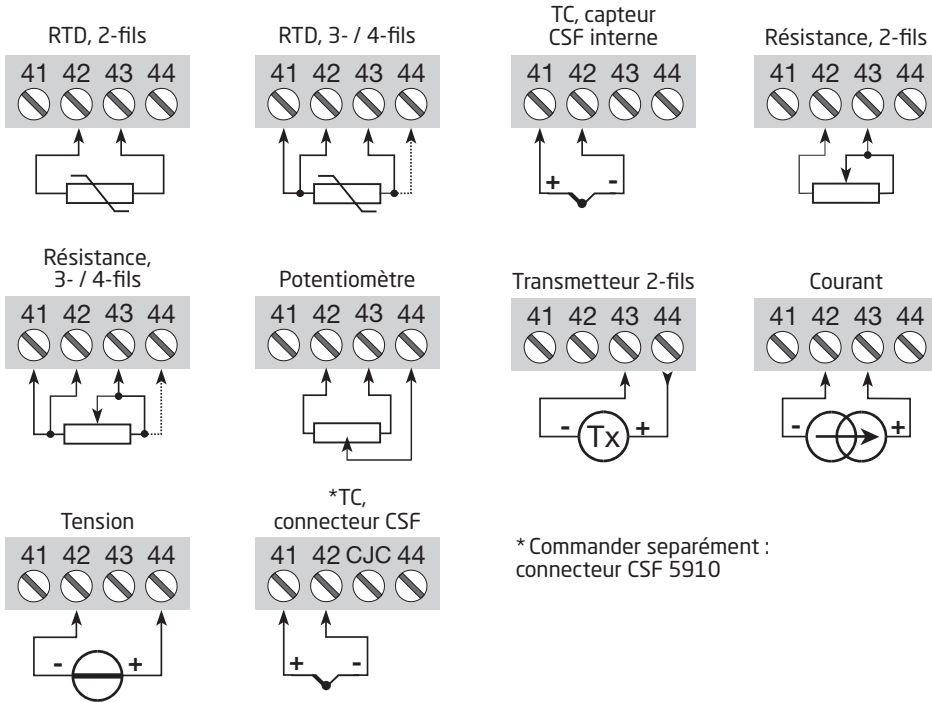 RTD, 2-fils
41 42 43 44
RTD, 3- / 4-fils
41 42 43 44
TC, capteur
CSF interne
41 42 43 44
+ -
Résistance, 2-fils
41 42 43 44
Résistance,
3- / 4-fils
41 42 43 44
Potentiomètre
41 42 43 44
Transmetteur 2-fils
41 42 43 44
- Tx +
Courant
41 42 43 44
- +
Tension
41 42 43 44
- +
*TC,
connecteur CSF
41 42 CJC 44
+ -
* Commander separément :
connecteur CSF 5910